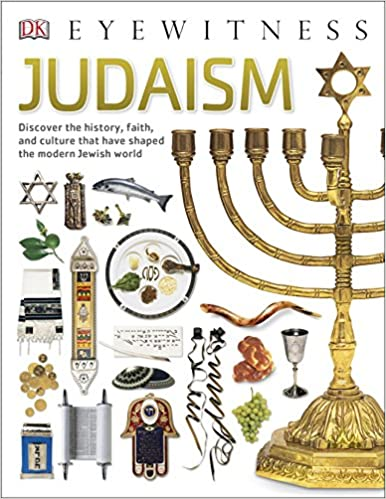 DK EYEWITNESS
JUDAISM
Discover the history, faith,
and culture that have shaped
the modern Jewish world